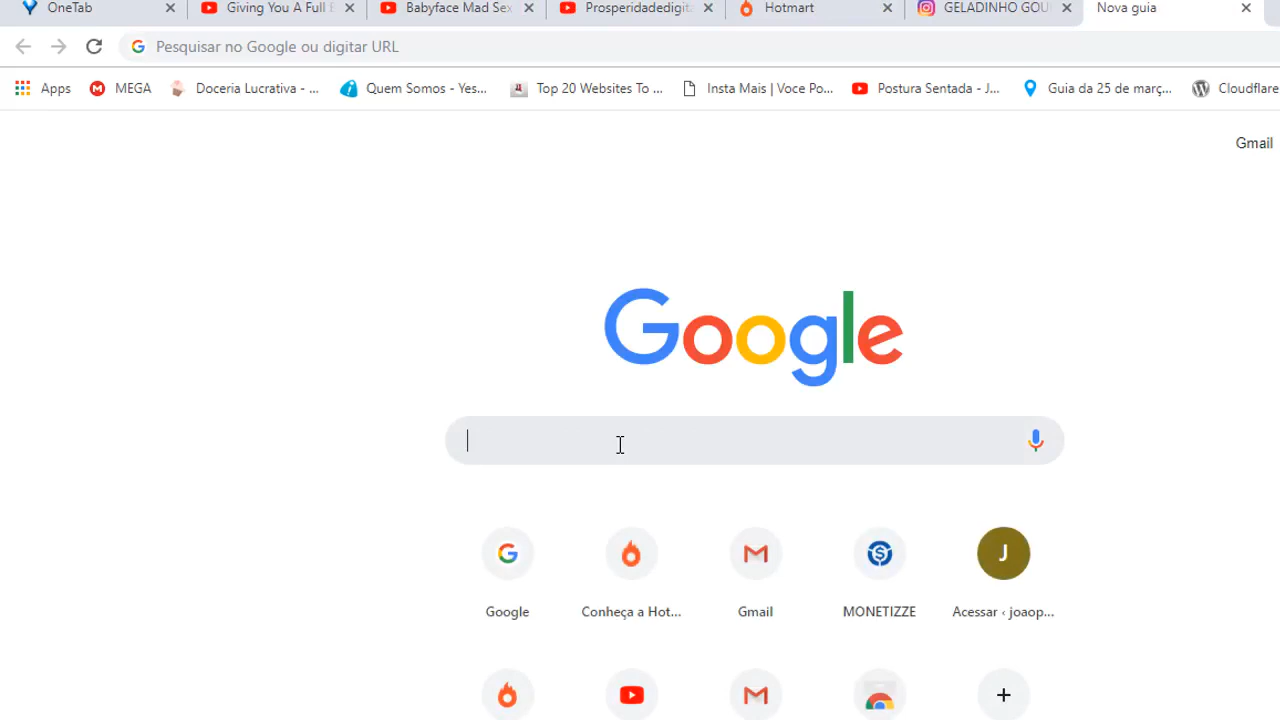 OneTab
Giving You A Full
Babyface Mad Sex
Prosperidadedigit
Hotmart
GELADINHO GOU
Nova guia
Pesquisar no Google ou digitar URL
Apps
MEGA
Doceria Lucrativa - ...
Quem Somos - Yes...
Top 20 Websites To ...
Insta Mais | Voce Po...
Postura Sentada - J...
Guia da 25 de març...
Cloudflare
Gmail
Google
Google
Conheça a Hot...
Gmail
MONETIZZE
J
Acessar ‹ joaop...